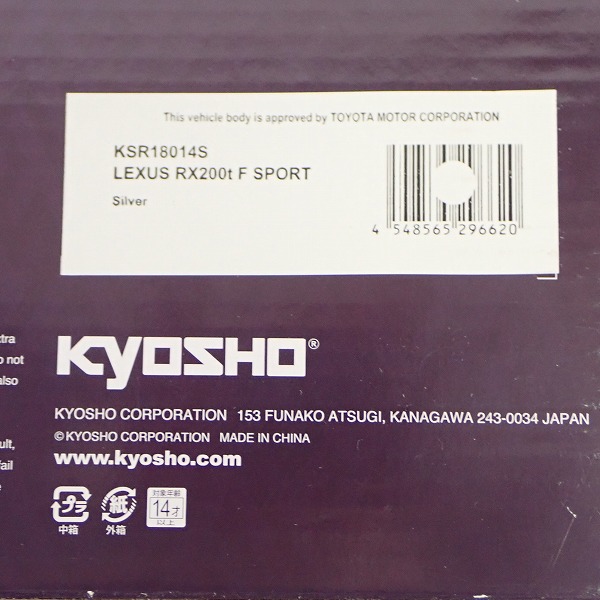 This vehicle body is approved by TOYOTA MOTOR CORPORATION
KSR18014S
LEXUS RX200t F SPORT
Silver
4 548565 296620
KYOSHO®
KYOSHO CORPORATION 153 FUNAKO ATSUGI, KANAGAWA 243-0034 JAPAN
© KYOSHO CORPORATION MADE IN CHINA
www.kyosho.com
not
also
プラ
中箱
紙
外箱
対象年齢
14才
以上